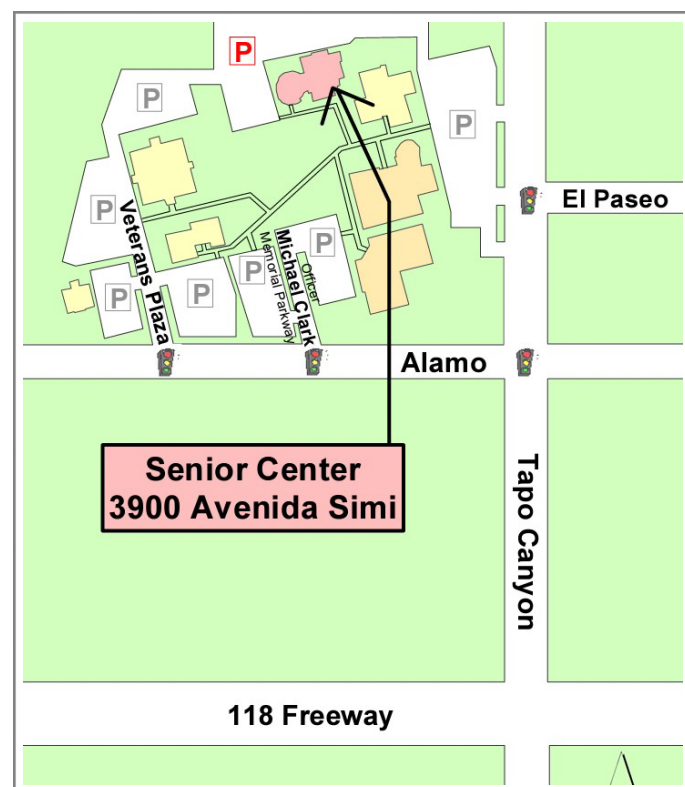 P
P
P
P
El Paseo
Veterans Plaza
P
P
P
P
Officer
Michael Clark
Memorial Parkway
Alamo
Senior Center
3900 Avenida Simi
Tapo Canyon
118 Freeway